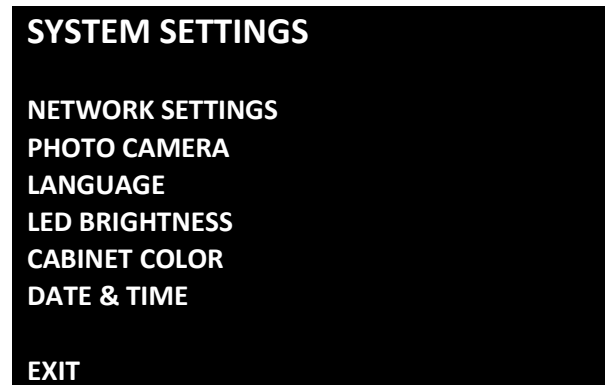 SYSTEM SETTINGS
NETWORK SETTINGS
PHOTO CAMERA
LANGUAGE
LED BRIGHTNESS
CABINET COLOR
DATE & TIME
EXIT